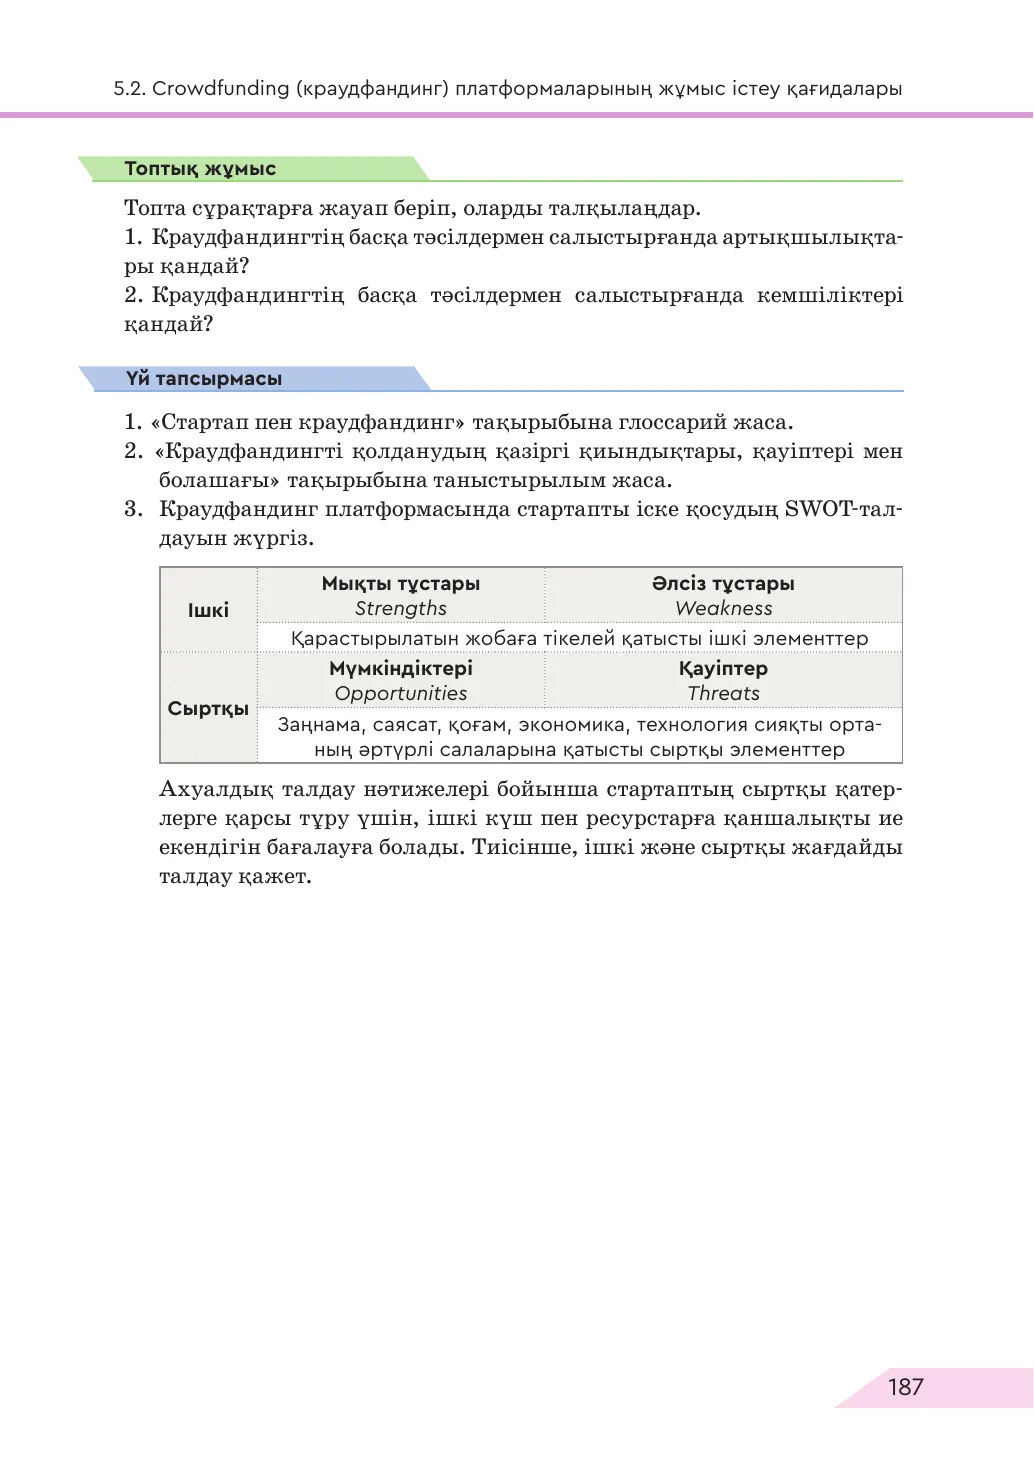 5.2. Crowdfunding (краудфандинг) платформаларының жұмыс істеу қағидалары
Топтық жұмыс
Топта сұрақтарға жауап беріп, оларды талқылаңдар.
1. Краудфандингтің басқа тәсілдермен салыстырғанда артықшылықта-
ры қандай?
2. Краудфандингтің басқа тәсілдермен салыстырғанда кемшіліктері
қандай?
Үй тапсырмасы
1. «Стартап пен краудфандинг» тақырыбына глоссарий жаса.
2. «Краудфандингті қолданудың қазіргі қиындықтары, қауіптері мен
болашағы» тақырыбына таныстырылым жаса.
3. Краудфандинг платформасында стартапты іске қосудың SWOT-тал-
дауын жүргіз.
Ішкі
Мықты тұстары
Strengths
Әлсіз тұстары
Weakness
Қарастырылатын жобаға тікелей қатысты ішкі элементтер
Сыртқы
Мүмкіндіктері
Opportunities
Қауіптер
Threats
Заңнама, саясат, қоғам, экономика, технология сияқты орта-
ның әртүрлі салаларына қатысты сыртқы элементтер
Ахуалдық талдау нәтижелері бойынша стартаптың сыртқы қатер-
лерге қарсы тұру үшін, ішкі күш пен ресурстарға қаншалықты ие
екендігін бағалауға болады. Тиісінше, ішкі және сыртқы жағдайды
талдау қажет.
187